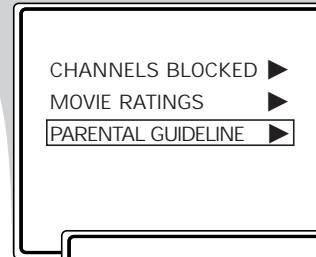 CHANNELS BLOCKED ▶
MOVIE RATINGS ▶
PARENTAL GUIDELINE ▶